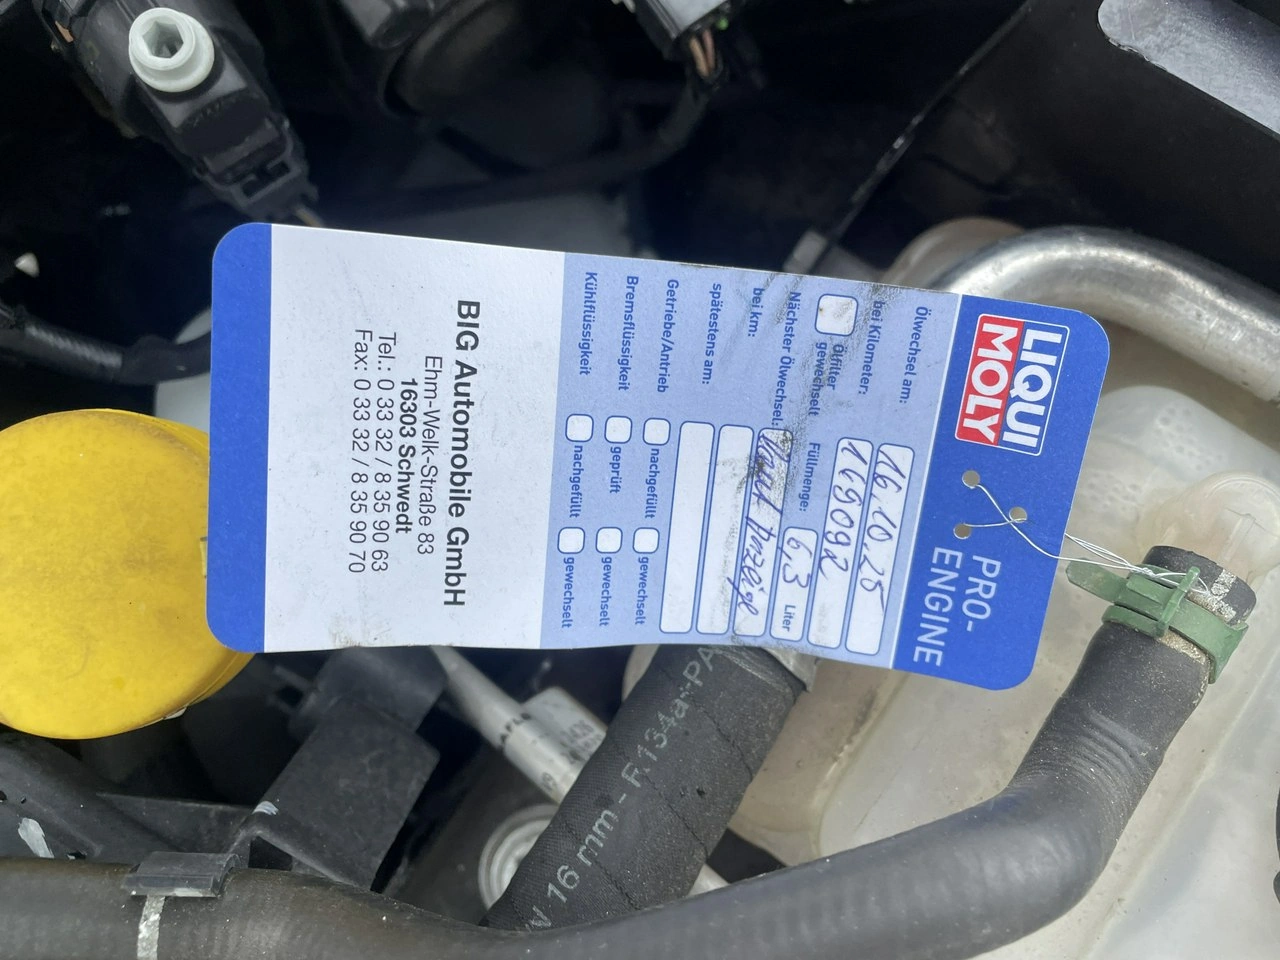 LIQUI
MOLY
PRO-
ENGINE
Ölwechsel am: 16.10.25
bei Kilometer: 169092
Ölfilter gewechselt Füllmenge: 6,3 Liter
Nächster Ölwechsel: Anzeige
bei km:
spätestens am:
Getriebe/Antrieb nachgefüllt gewechselt
Bremsflüssigkeit geprüft gewechselt
Kühlflüssigkeit nachgefüllt gewechselt
BIG Automobile GmbH
Ehm-Welk-Straße 83
16303 Schwedt
Tel.: 0 33 32 / 8 35 90 63
Fax: 0 33 32 / 8 35 90 70
16 mm - R134a-PA